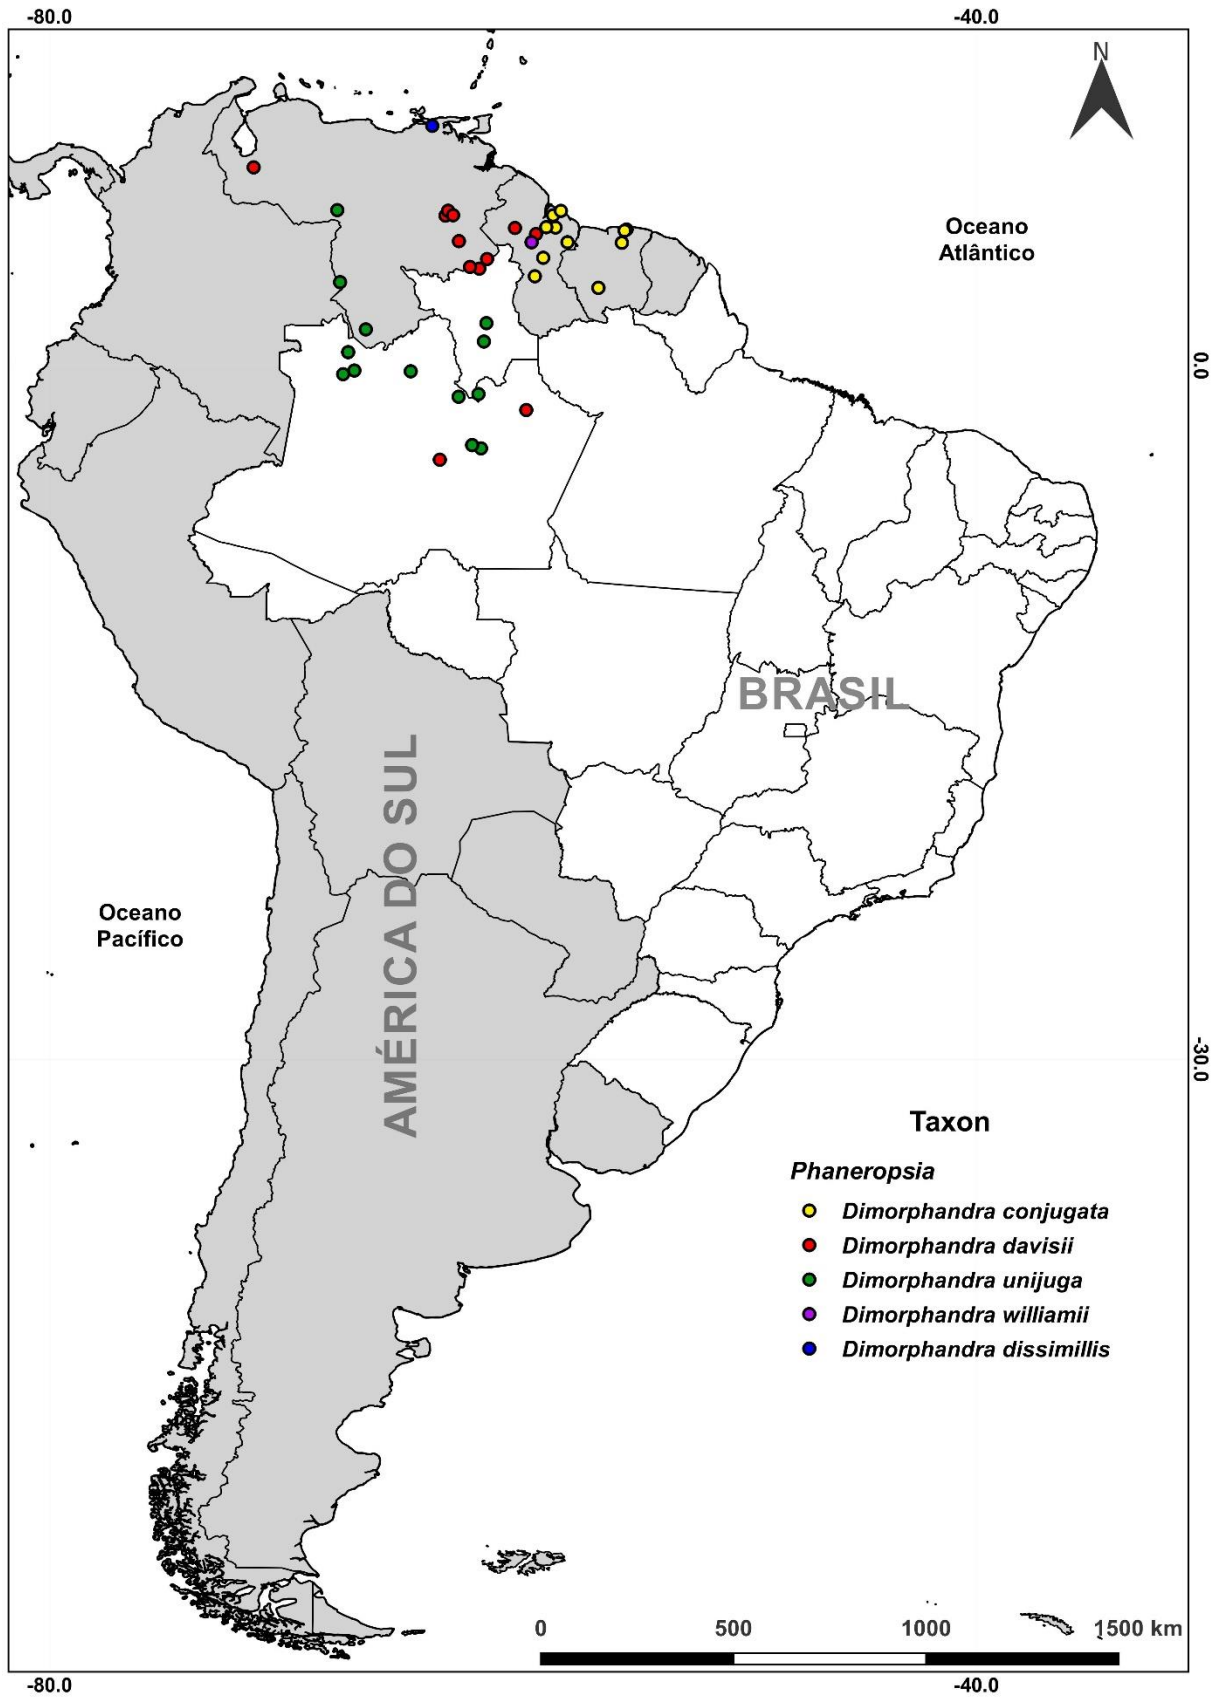 -80.0
-40.0
N
Oceano
Atlântico
0.0
BRASIL
AMÉRICA DO SUL
Oceano
Pacífico
-30.0
Taxon
Phaneropsia
Dimorphandra conjugata
Dimorphandra davisii
Dimorphandra unijuga
Dimorphandra williamii
Dimorphandra dissimillis
0 500 1000 1500 km
-80.0
-40.0